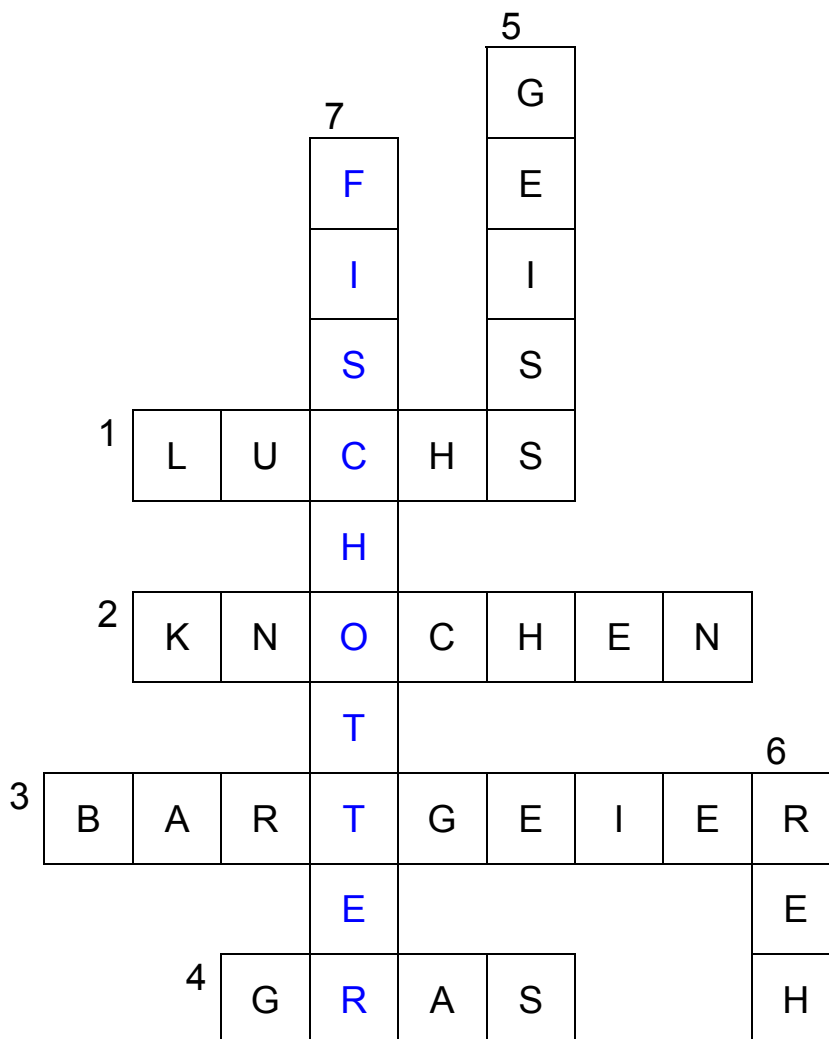 5
G
7
F E
I I
S S
1 L U C H S
H
2 K N O C H E N
T
6
3 B A R T G E I E R
E E
4 G R A S H